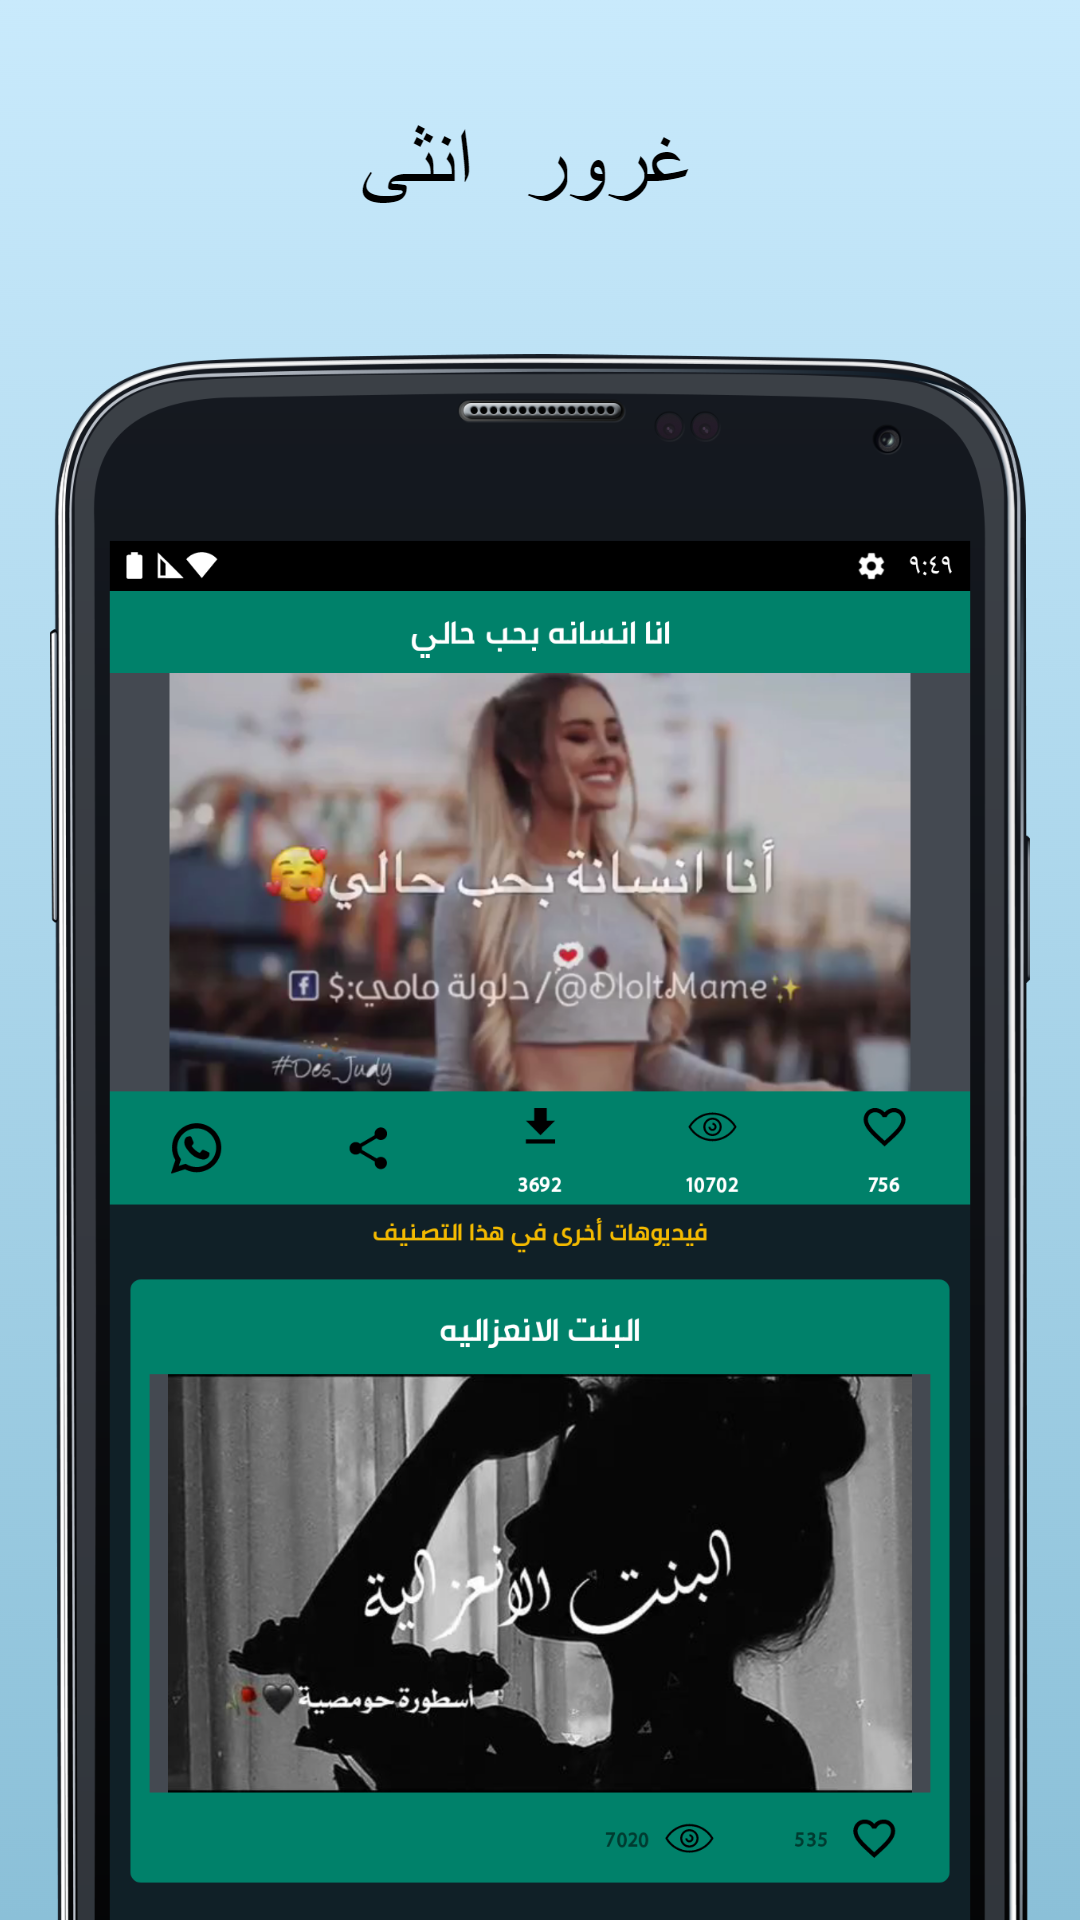 غرور انثى
٩:٤٩
انا انسانه بحب حالي
أنا انسانة بحب حالي🥰
$:دلولة مامي/@DloltMame✨
#Des_Judy
3692
10702
756
فيديوهات أخرى في هذا التصنيف
البنت الانعزاليه
البنت الانعزالية
أسطورة حومصية🖤🥀
7020
535